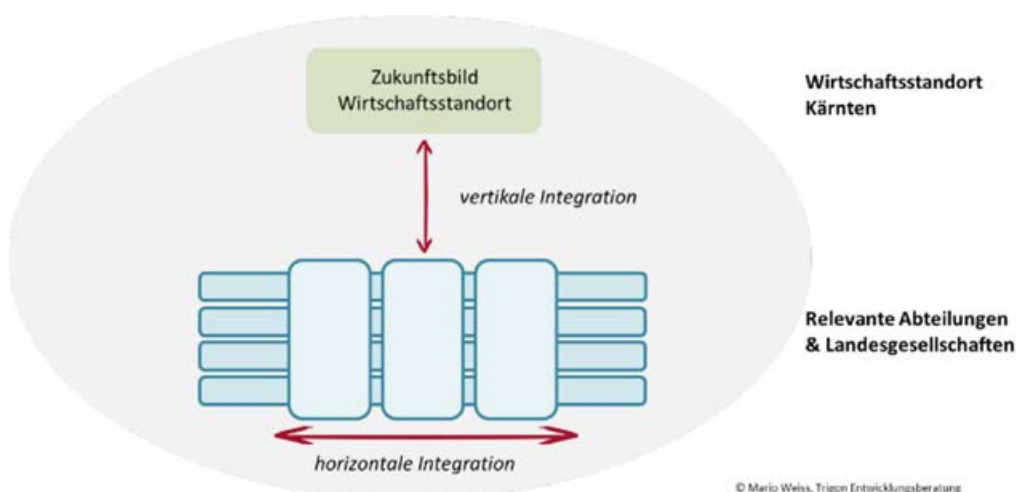 Zukunftsbild
Wirtschaftsstandort
Wirtschaftsstandort
Kärnten
vertikale Integration
Relevante Abteilungen
& Landesgesellschaften
horizontale Integration
© Mario Weiss, Trigon Entwicklungsberatung